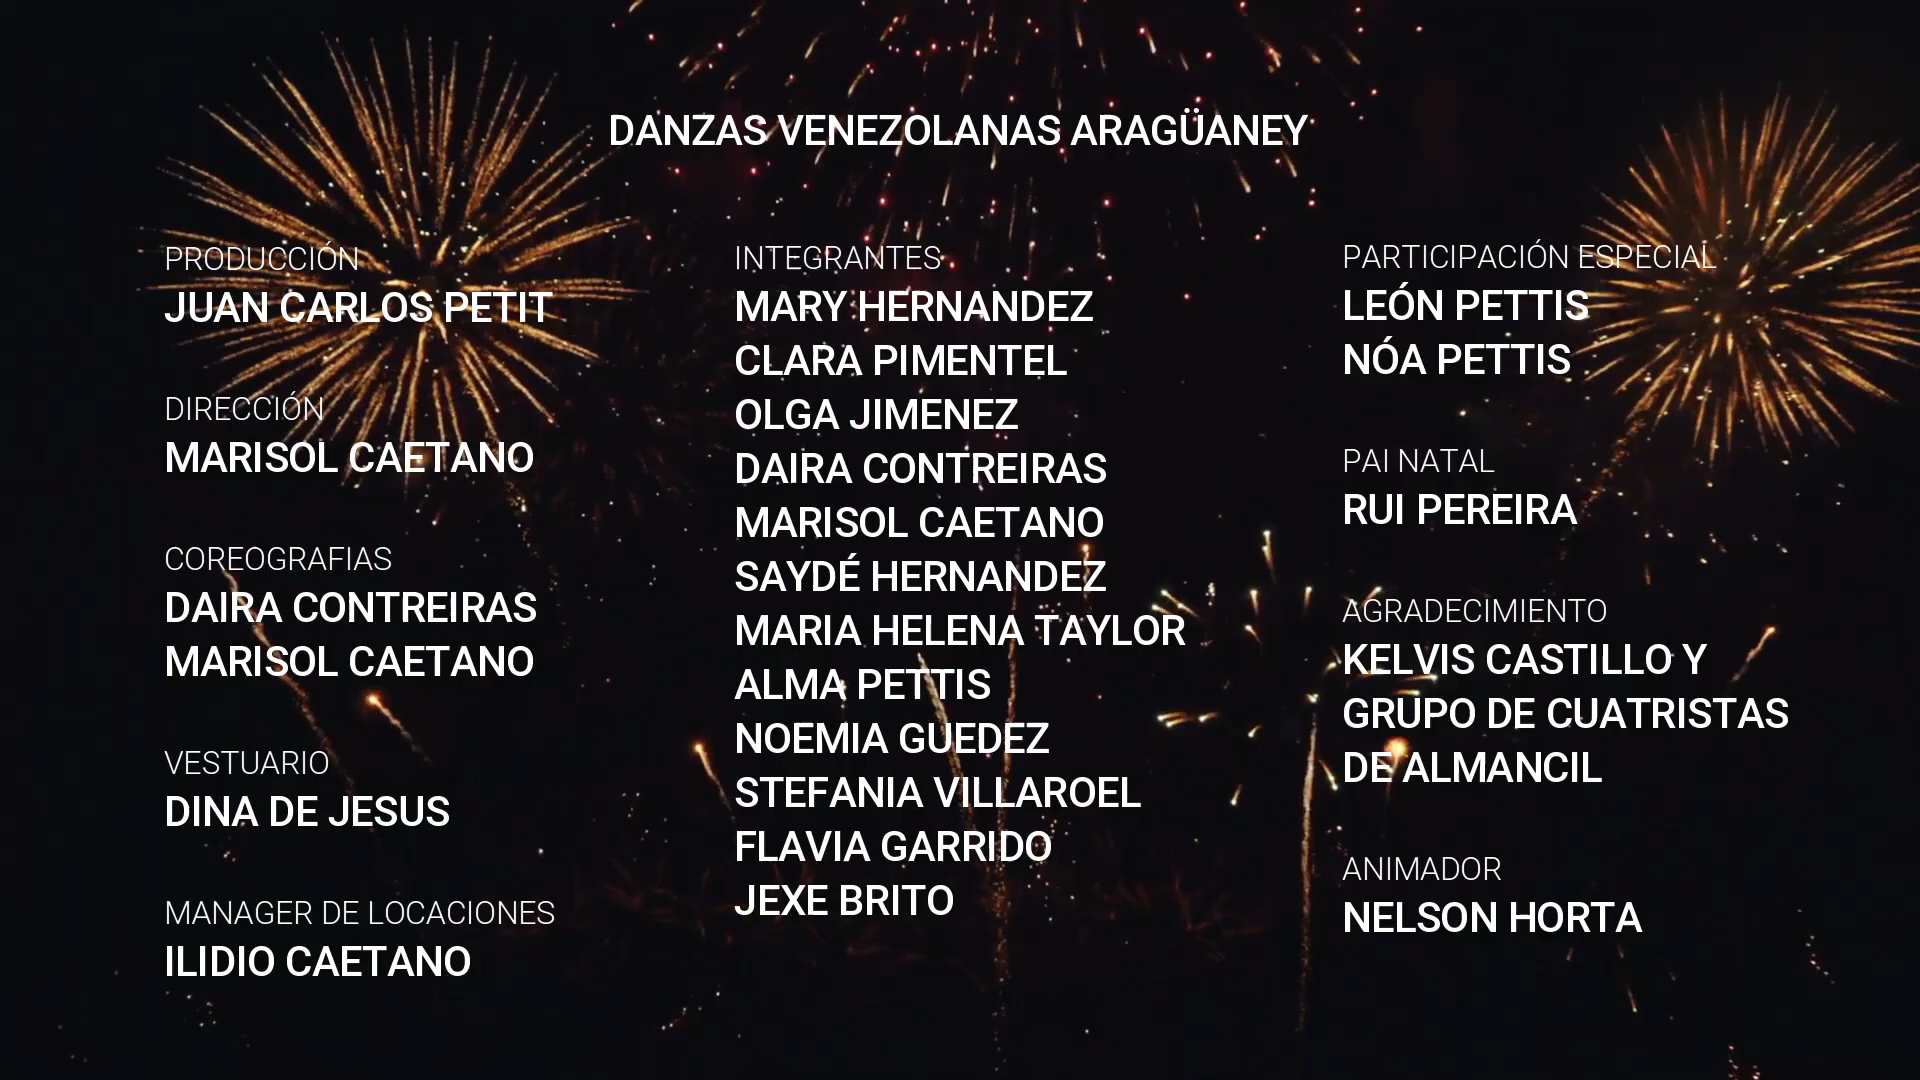 DANZAS VENEZOLANAS ARAGÜANEY
PRODUCCIÓN
JUAN CARLOS PETIT
DIRECCIÓN
MARISOL CAETANO
COREOGRAFIAS
DAIRA CONTREIRAS
MARISOL CAETANO
VESTUARIO
DINA DE JESUS
MANAGER DE LOCACIONES
ILIDIO CAETANO
INTEGRANTES
MARY HERNANDEZ
CLARA PIMENTEL
OLGA JIMENEZ
DAIRA CONTREIRAS
MARISOL CAETANO
SAYDÉ HERNANDEZ
MARIA HELENA TAYLOR
ALMA PETTIS
NOEMIA GUEDEZ
STEFANIA VILLAROEL
FLAVIA GARRIDO
JEXE BRITO
PARTICIPACIÓN ESPECIAL
LEÓN PETTIS
NÓA PETTIS
PAI NATAL
RUI PEREIRA
AGRADECIMIENTO
KELVIS CASTILLO Y
GRUPO DE CUATRISTAS
DE ALMANCIL
ANIMADOR
NELSON HORTA